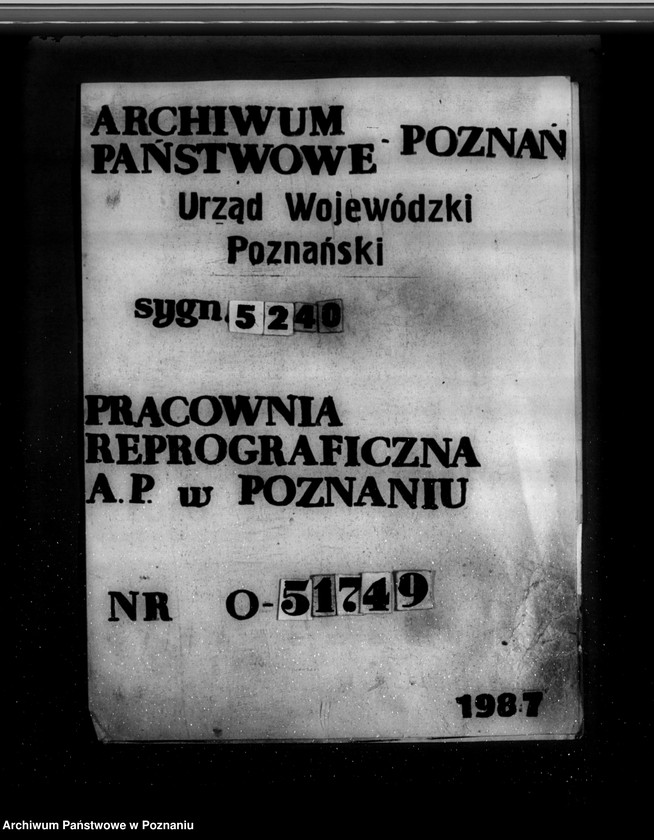 ARCHIWUM
PAŃSTWOWE - POZNAŃ
Urząd Wojewódzki
Poznański
sygn. 5240
PRACOWNIA
REPROGRAFICZNA
A.P. w POZNANIU
NR O-51749
1987
Archiwum Państwowe w Poznaniu